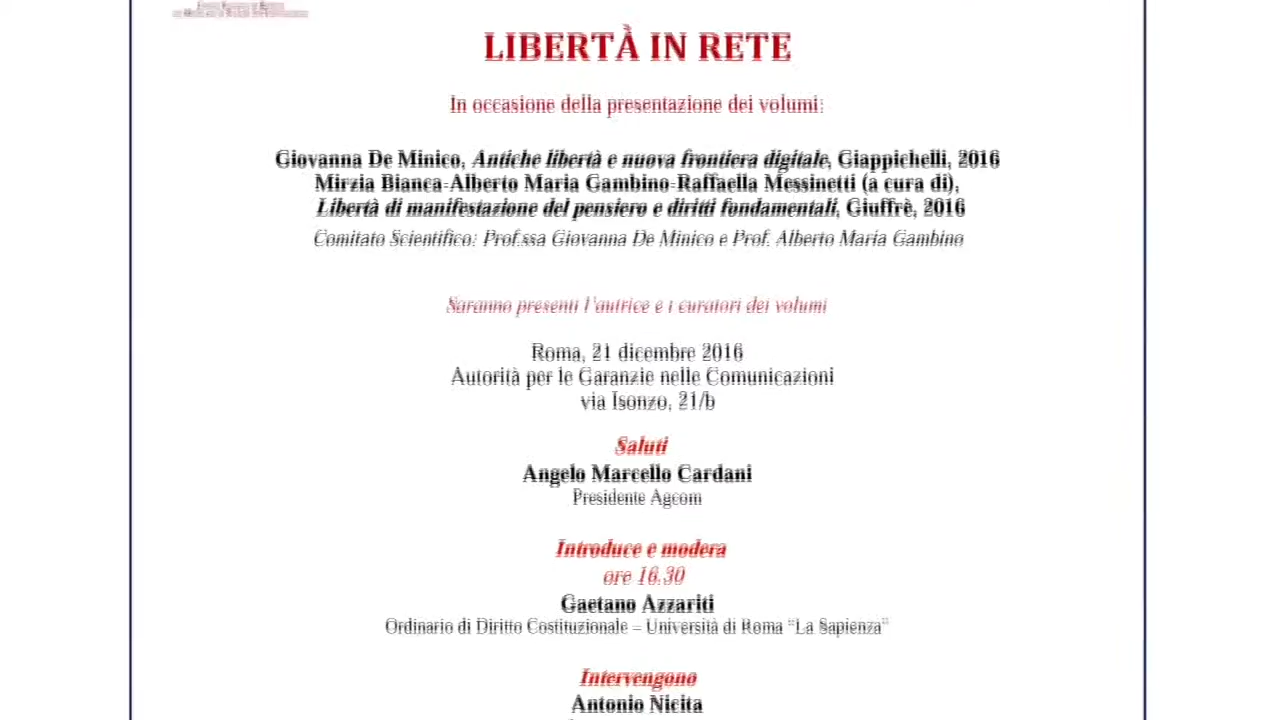 LIBERTÀ IN RETE
In occasione della presentazione dei volumi:
Giovanna De Minico, Antiche libertà e nuova frontiera digitale, Giappichelli, 2016
Mirzia Bianca-Alberto Maria Gambino-Raffaella Messinetti (a cura di),
Libertà di manifestazione del pensiero e diritti fondamentali, Giuffrè, 2016
Comitato Scientifico: Prof.ssa Giovanna De Minico e Prof. Alberto Maria Gambino
Saranno presenti l'autrice e i curatori dei volumi
Roma, 21 dicembre 2016
Autorità per le Garanzie nelle Comunicazioni
via Isonzo, 21/b
Saluti
Angelo Marcello Cardani
Presidente Agcom
Introduce e modera
ore 16.30
Gaetano Azzariti
Ordinario di Diritto Costituzionale – Università di Roma “La Sapienza”
Intervengono
Antonio Nicita